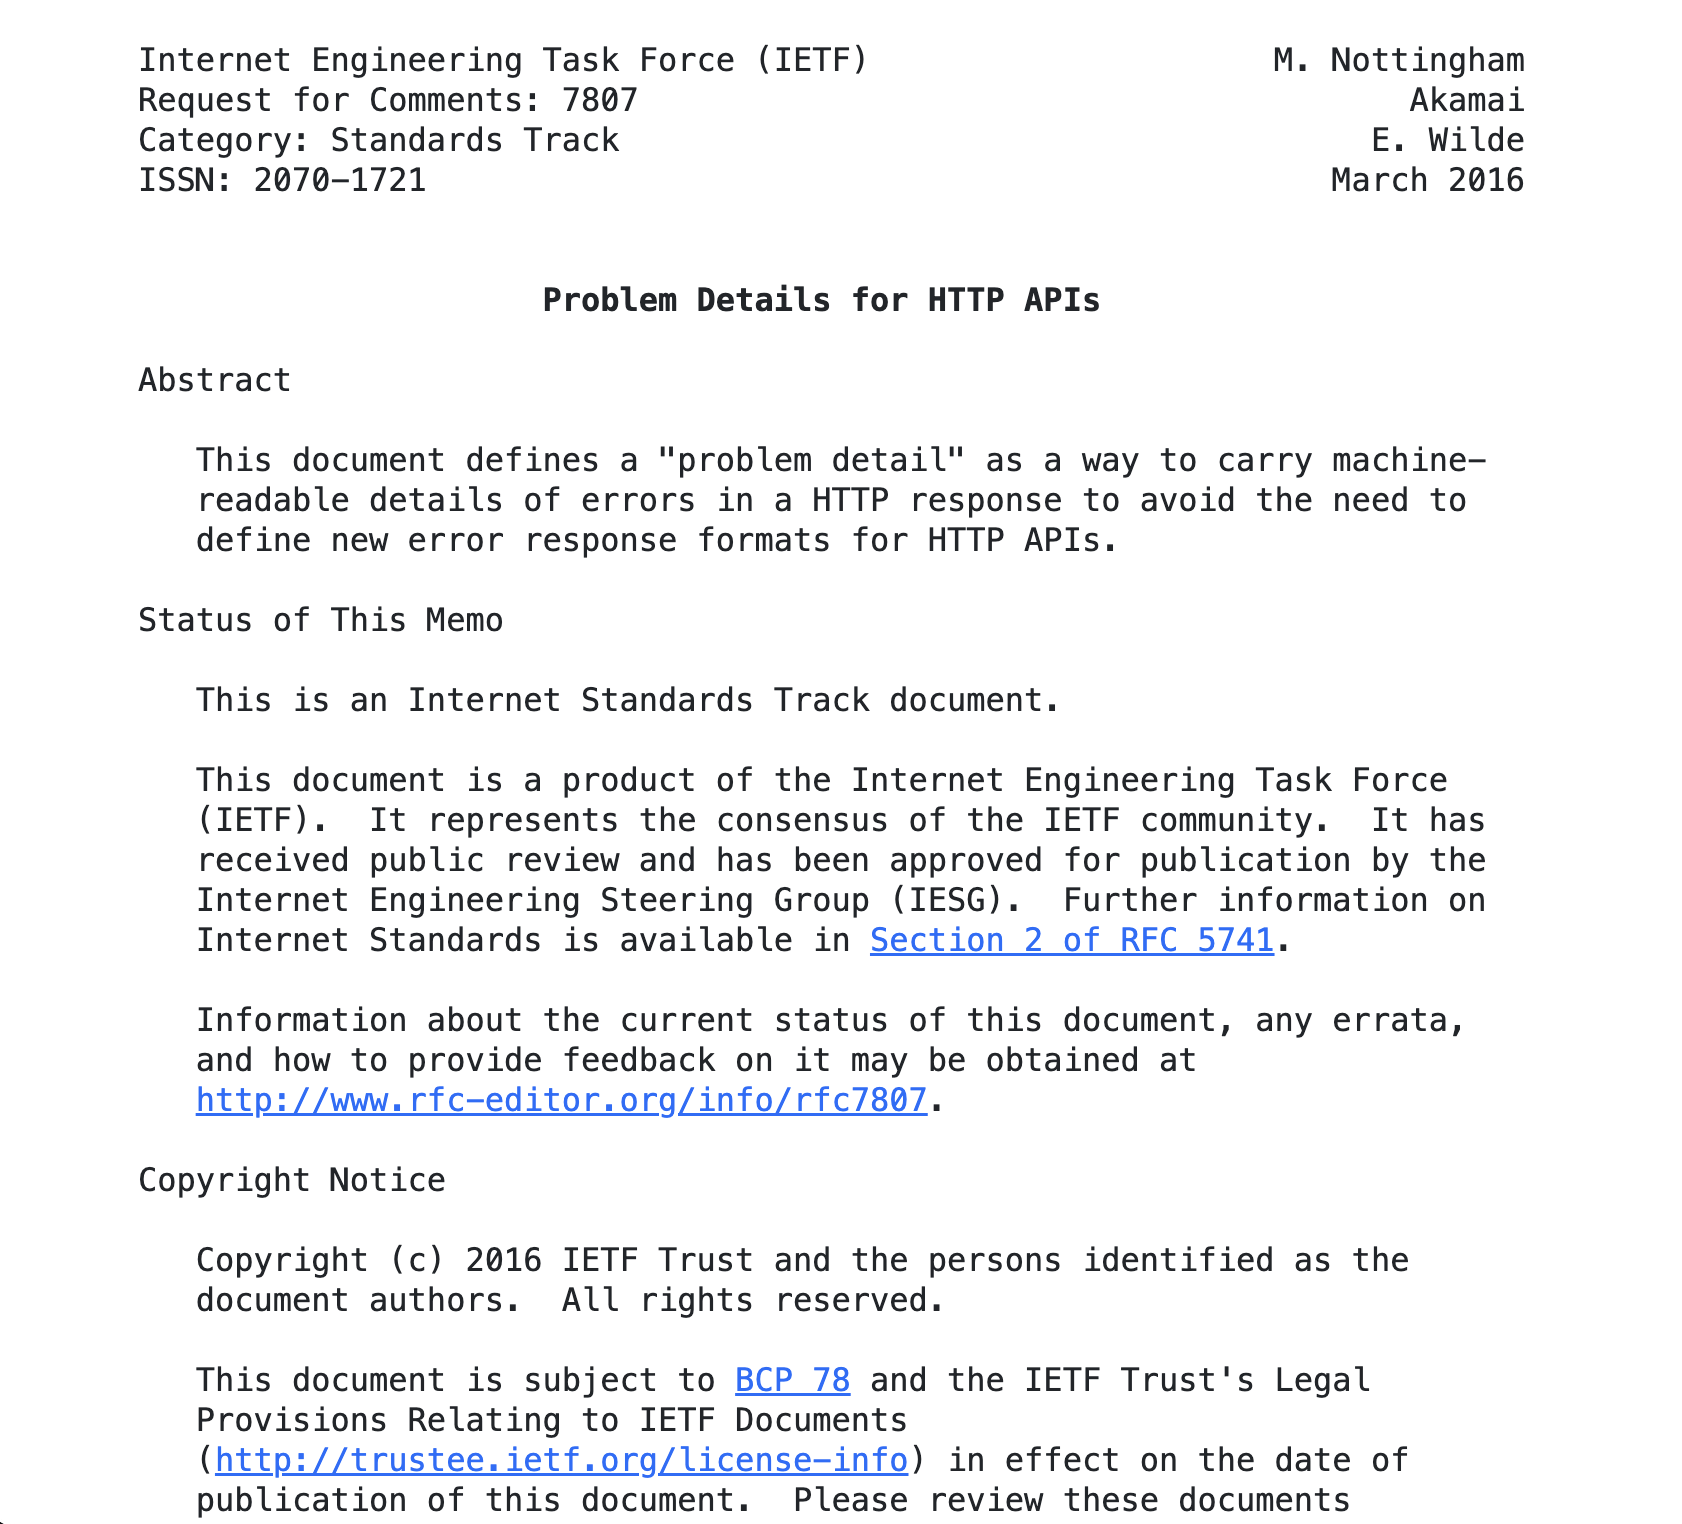 Internet Engineering Task Force (IETF)                     M. Nottingham
Request for Comments: 7807                                        Akamai
Category: Standards Track                                       E. Wilde
ISSN: 2070-1721                                               March 2016
Problem Details for HTTP APIs
Abstract
This document defines a "problem detail" as a way to carry machine-
readable details of errors in a HTTP response to avoid the need to
define new error response formats for HTTP APIs.
Status of This Memo
This is an Internet Standards Track document.
This document is a product of the Internet Engineering Task Force
(IETF).  It represents the consensus of the IETF community.  It has
received public review and has been approved for publication by the
Internet Engineering Steering Group (IESG).  Further information on
Internet Standards is available in Section 2 of RFC 5741.
Information about the current status of this document, any errata,
and how to provide feedback on it may be obtained at
http://www.rfc-editor.org/info/rfc7807.
Copyright Notice
Copyright (c) 2016 IETF Trust and the persons identified as the
document authors.  All rights reserved.
This document is subject to BCP 78 and the IETF Trust's Legal
Provisions Relating to IETF Documents
(http://trustee.ietf.org/license-info) in effect on the date of
publication of this document.  Please review these documents